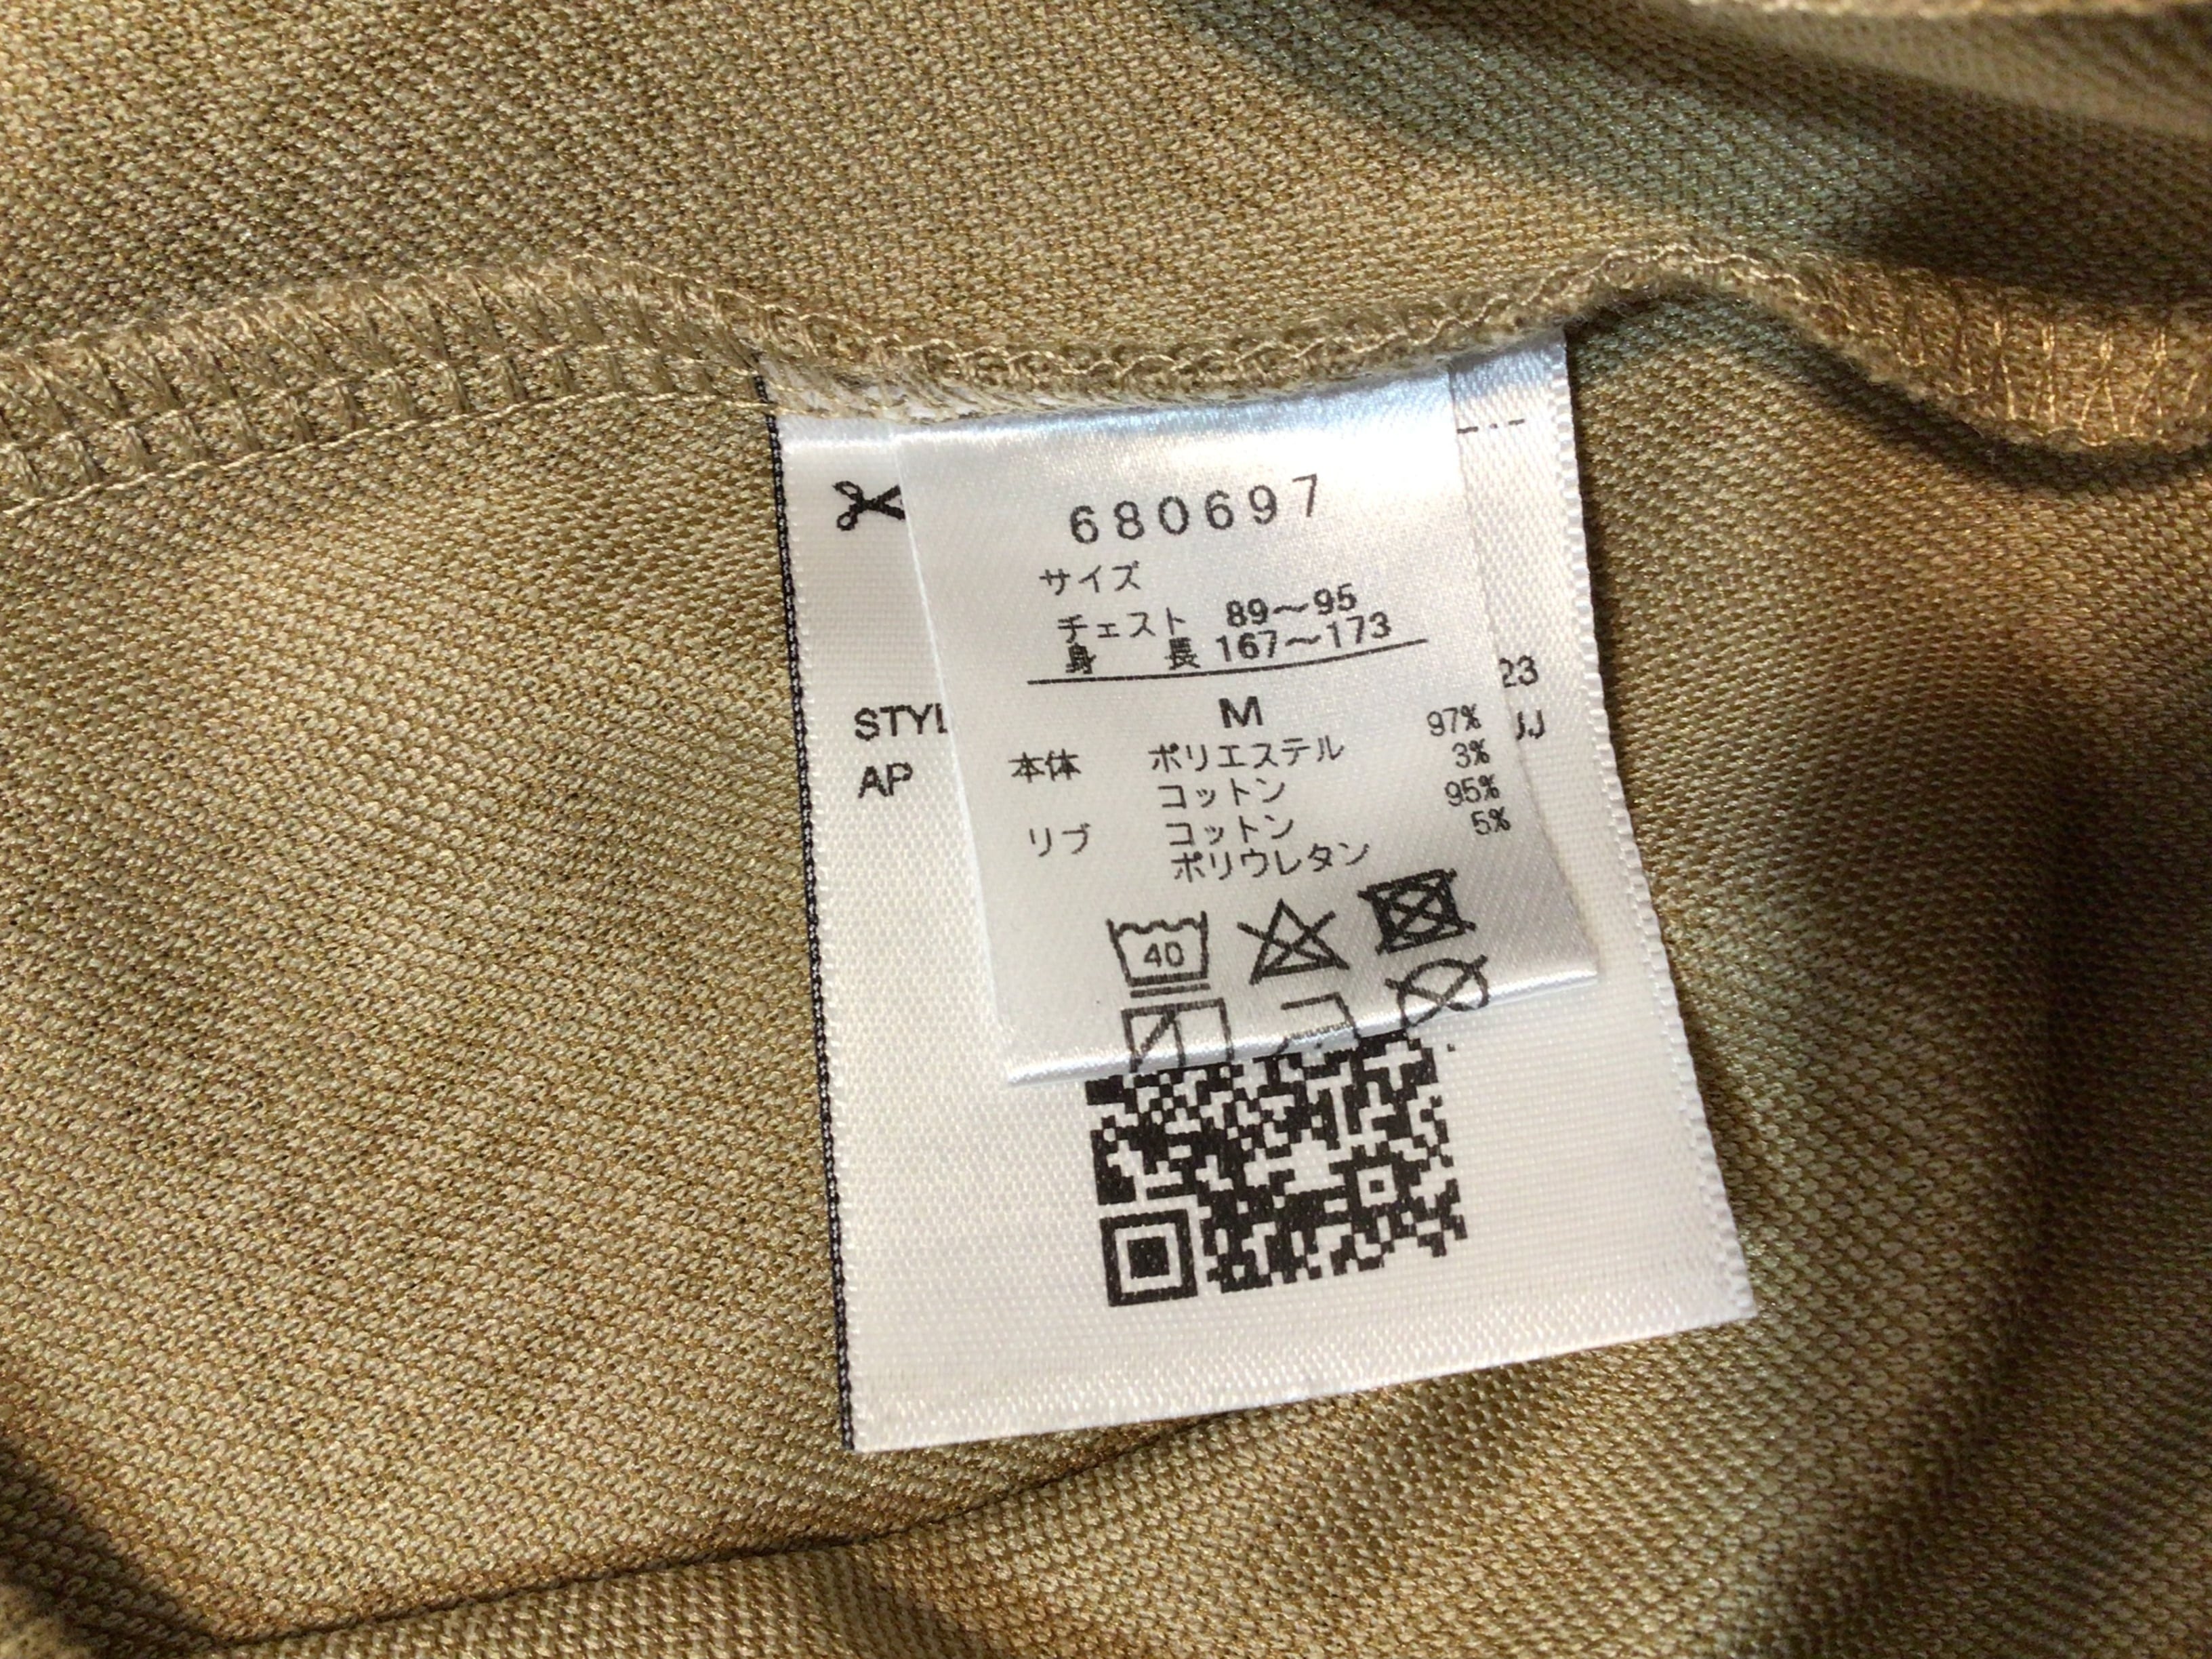 680697
サイズ
チェスト 89～95
身 長 167～173
M
本体 ポリエステル 97%
コットン 3%
リブ コットン 95%
ポリウレタン 5%
40
AP